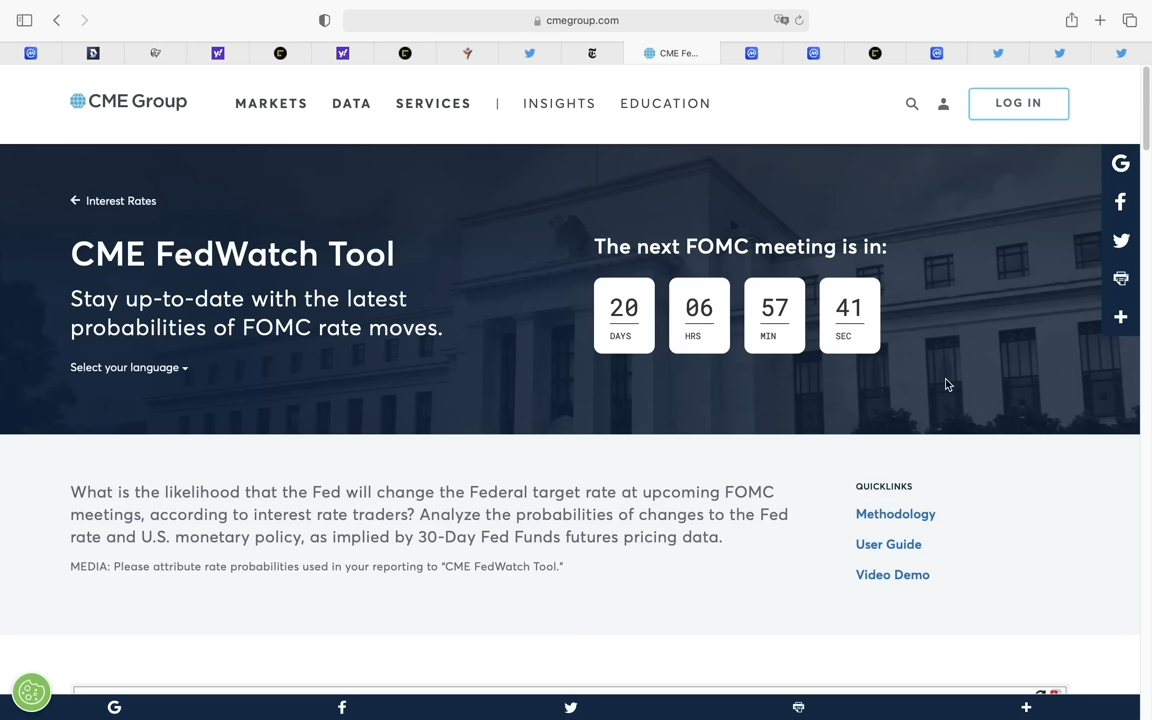 cmegroup.com
CME Fe...
CME Group
MARKETS DATA SERVICES | INSIGHTS EDUCATION
LOG IN
Interest Rates
CME FedWatch Tool
Stay up-to-date with the latest
probabilities of FOMC rate moves.
Select your language
The next FOMC meeting is in:
20 06 57 41
DAYS HRS MIN SEC
What is the likelihood that the Fed will change the Federal target rate at upcoming FOMC
meetings, according to interest rate traders? Analyze the probabilities of changes to the Fed
rate and U.S. monetary policy, as implied by 30-Day Fed Funds futures pricing data.
MEDIA: Please attribute rate probabilities used in your reporting to “CME FedWatch Tool.”
QUICKLINKS
Methodology
User Guide
Video Demo